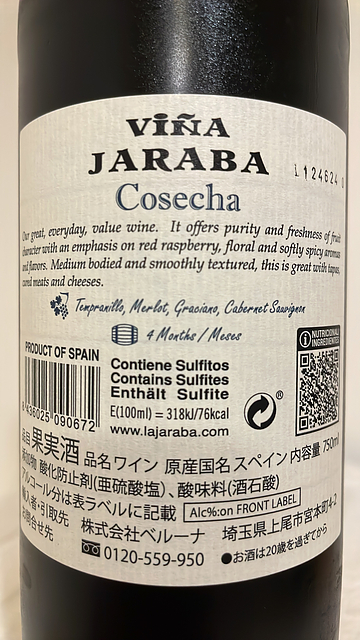 VIÑA
JARABA
L 124624
Cosecha
Our great, everyday, value wine. It offers purity and freshness of fruit
character with an emphasis on red raspberry, floral and softly spicy aromas
and flavors. Medium bodied and smoothly textured, this is great with tapas,
cured meats and cheeses.
Tempranillo, Merlot, Graciano, Cabernet Sauvignon
4 Months / Meses
NUTRICIONAL
INGREDIENTES
PRODUCT OF SPAIN
Contiene Sulfitos
Contains Sulfites
Enthält Sulfite
E(100ml) = 318kJ/76kcal
www.lajaraba.com
8 436025 090672
品目 果実酒 品名 ワイン 原産国名 スペイン 内容量 750ml
添加物 酸化防止剤(亜硫酸塩)、酸味料(酒石酸)
アルコール分は表ラベルに記載 Alc%:on FRONT LABEL
輸入者・引取先 株式会社ベルーナ 埼玉県上尾市宮本町4-2
お問合せ先 0120-559-950 ●お酒は20歳を過ぎてから